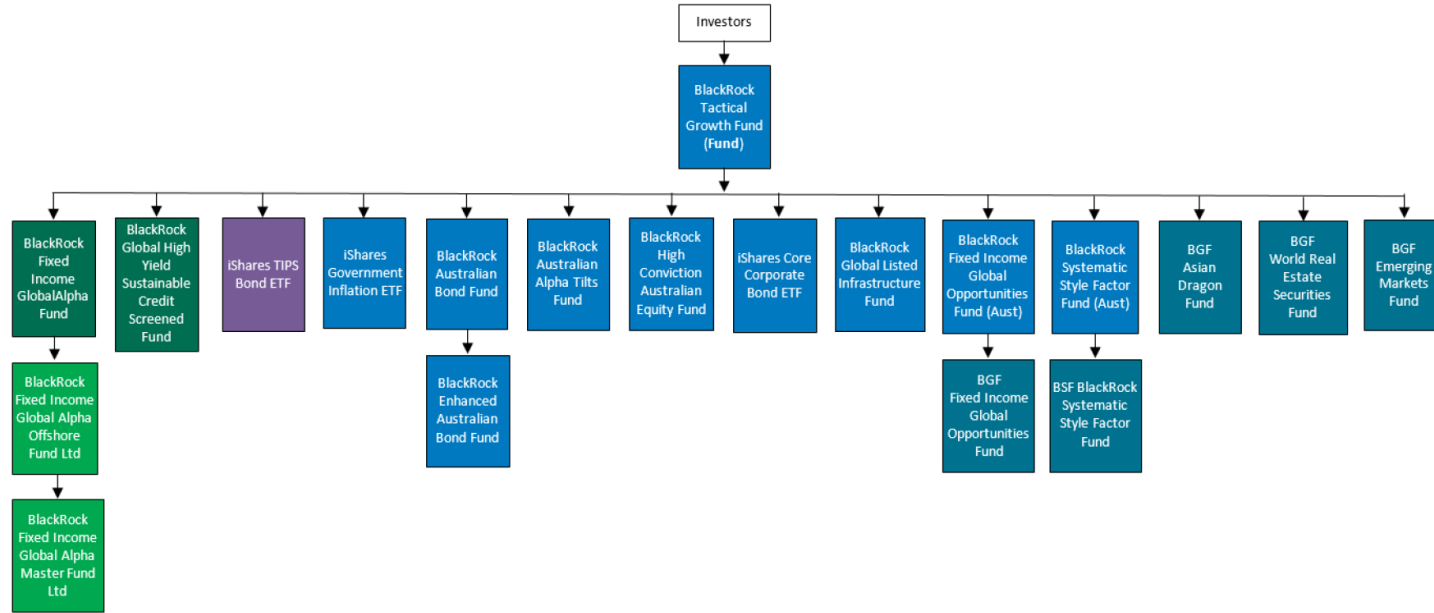 Investors
BlackRock
Tactical
Growth Fund
(Fund)
BlackRock
Fixed
Income
GlobalAlpha
Fund
BlackRock
Global High
Yield
Sustainable
Credit
Screened
Fund
iShares TIPS
Bond ETF
iShares
Government
Inflation ETF
BlackRock
Australian
Bond Fund
BlackRock
Australian
Alpha Tilts
Fund
BlackRock
High
Conviction
Australian
Equity Fund
iShares Core
Corporate
Bond ETF
BlackRock
Global Listed
Infrastructure
Fund
BlackRock
Fixed Income
Global
Opportunities
Fund (Aust)
BlackRock
Systematic
Style Factor
Fund (Aust)
BGF
Asian
Dragon
Fund
BGF
World Real
Estate
Securities
Fund
BGF
Emerging
Markets
Fund
BlackRock
Fixed Income
Global Alpha
Offshore
Fund Ltd
BlackRock
Enhanced
Australian
Bond Fund
BGF
Fixed Income
Global
Opportunities
Fund
BSF BlackRock
Systematic
Style Factor
Fund
BlackRock
Fixed Income
Global Alpha
Master Fund
Ltd